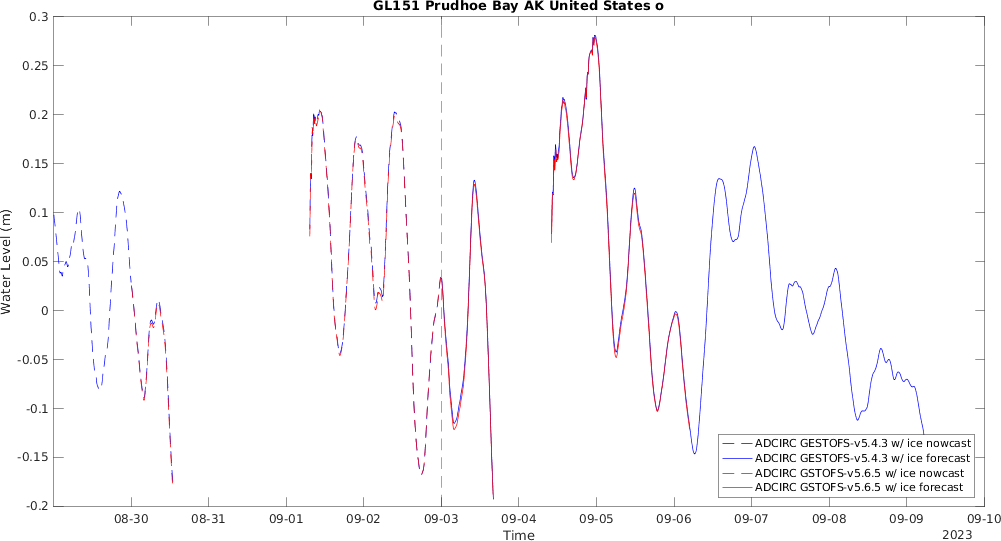 GL151 Prudhoe Bay AK United States o
0.3
0.25
0.2
0.15
0.1
0.05
0
-0.05
-0.1
-0.15
-0.2
Water Level (m)
ADCIRC GESTOFS-v5.4.3 w/ ice nowcast
ADCIRC GESTOFS-v5.4.3 w/ ice forecast
ADCIRC GSTOFS-v5.6.5 w/ ice nowcast
ADCIRC GSTOFS-v5.6.5 w/ ice forecast
08-30 08-31 09-01 09-02 09-03 09-04 09-05 09-06 09-07 09-08 09-09 09-10
Time
2023